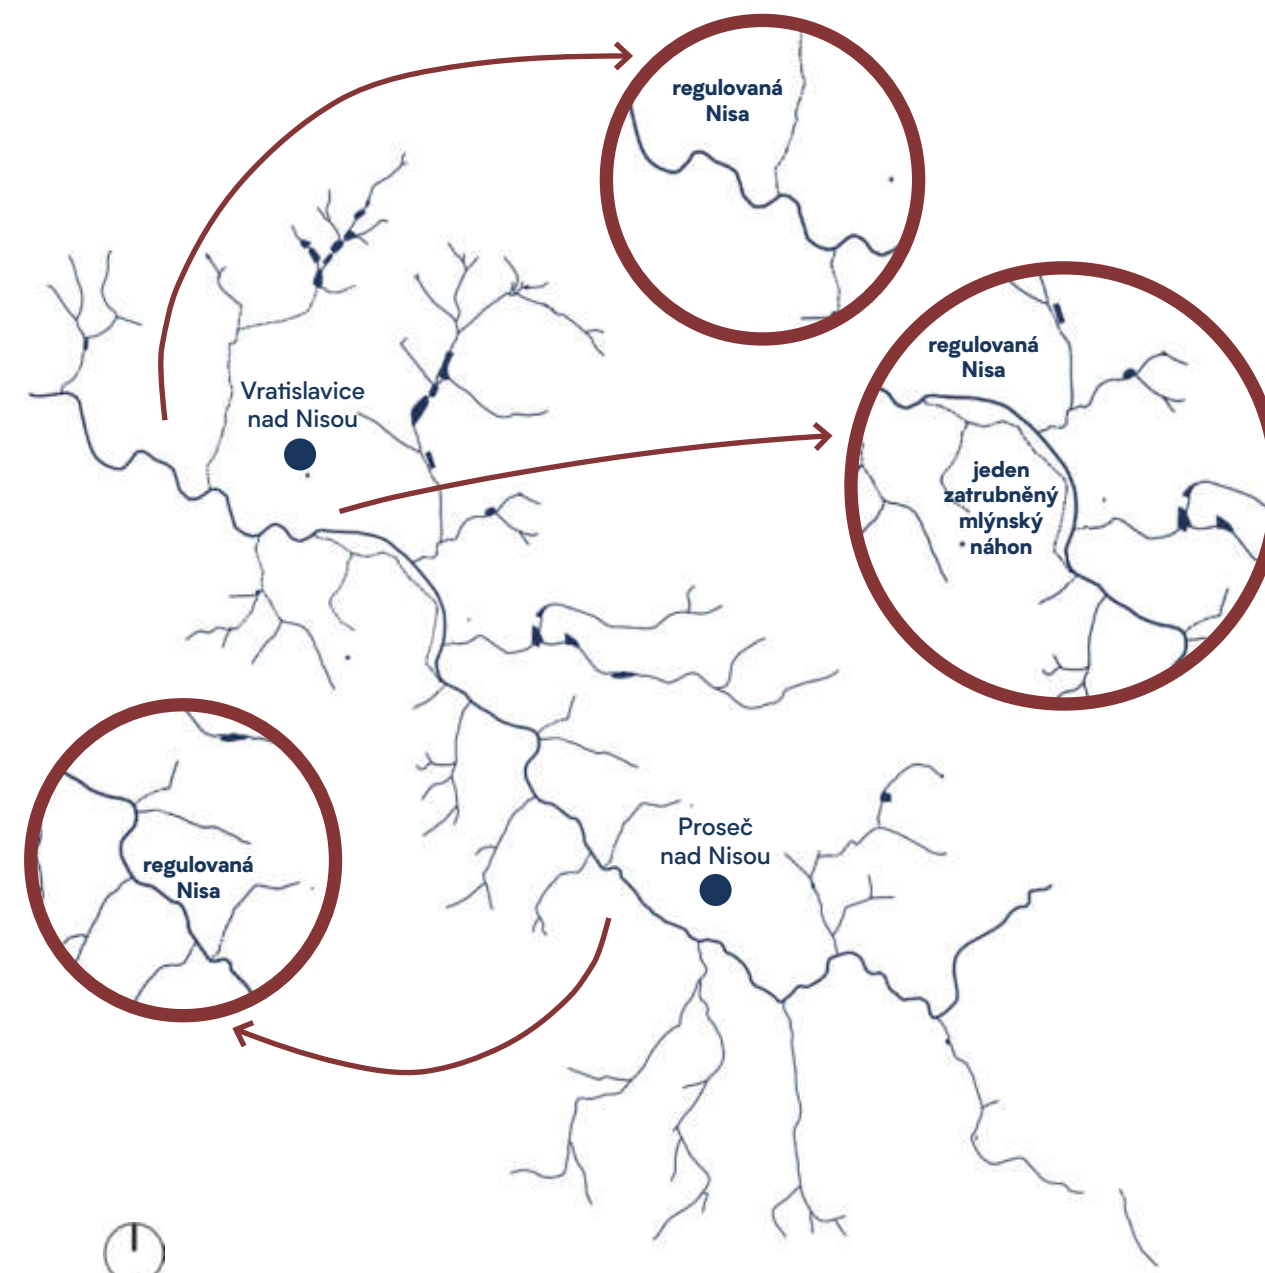 regulovaná
Nisa
Vratislavice
nad Nisou
regulovaná
Nisa
jeden
zatrubněný
mlýnský
náhon
regulovaná
Nisa
Proseč
nad Nisou